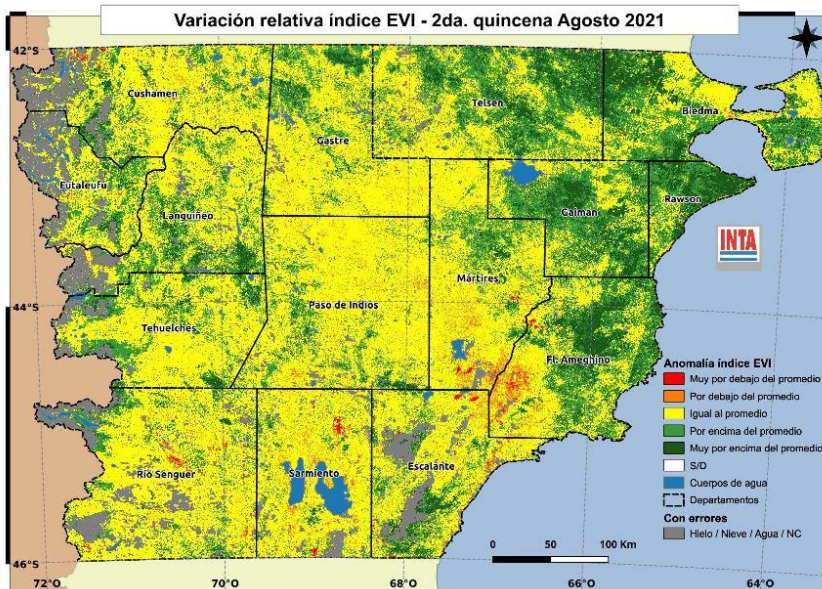 Variación relativa índice EVI - 2da. quincena Agosto 2021
42°S
Cushamen
Telsen
Biedma
Gastre
Futaleufú
Languiñeo
Gaiman
Rawson
INTA
Mártires
44°S
Paso de Indios
Tehuelches
Fl. Ameghino
Anomalía índice EVI
Muy por debajo del promedio
Por debajo del promedio
Igual al promedio
Por encima del promedio
Muy por encima del promedio
S/D
Cuerpos de agua
Departamentos
Con errores
Hielo / Nieve / Agua / NC
Río Senguer
Sarmiento
Escalante
50 0 50 100 Km
46°S
72°O
70°O
68°O
66°O
64°O